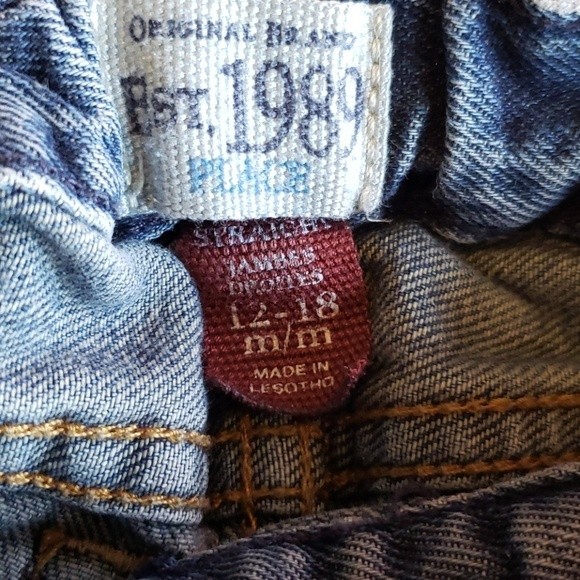 ORIGINAL BRAND
EST. 1989
PLACE
STRAIGHT
JAMBES
DROITES
12-18
m/m
MADE IN
LESOTHO